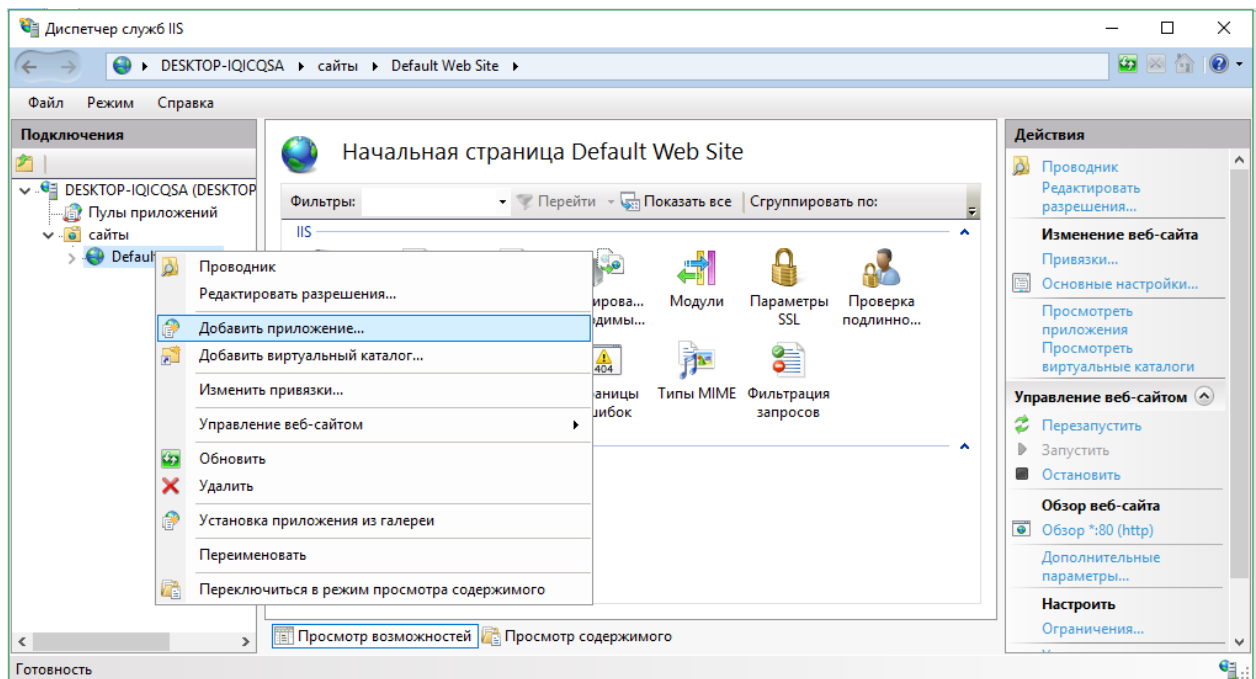 Диспетчер служб IIS
DESKTOP-IQICQSA ▸ сайты ▸ Default Web Site ▸
Файл Режим Справка
Подключения
DESKTOP-IQICQSA (DESKTOP
Пулы приложений
сайты
Defaul
Проводник
Редактировать разрешения...
Добавить приложение...
Добавить виртуальный каталог...
Изменить привязки...
Управление веб-сайтом
Обновить
Удалить
Установка приложения из галереи
Переименовать
Переключиться в режим просмотра содержимого
Начальная страница Default Web Site
Фильтры: Перейти Показать все Сгруппировать по:
IIS
Модули Параметры SSL Проверка подлинно...
404
Типы MIME Фильтрация запросов
Просмотр возможностей Просмотр содержимого
Действия
Проводник
Редактировать
разрешения...
Изменение веб-сайта
Привязки...
Основные настройки...
Просмотреть
приложения
Просмотреть
виртуальные каталоги
Управление веб-сайтом
Перезапустить
Запустить
Остановить
Обзор веб-сайта
Обзор *:80 (http)
Дополнительные
параметры...
Настроить
Ограничения...
Готовность